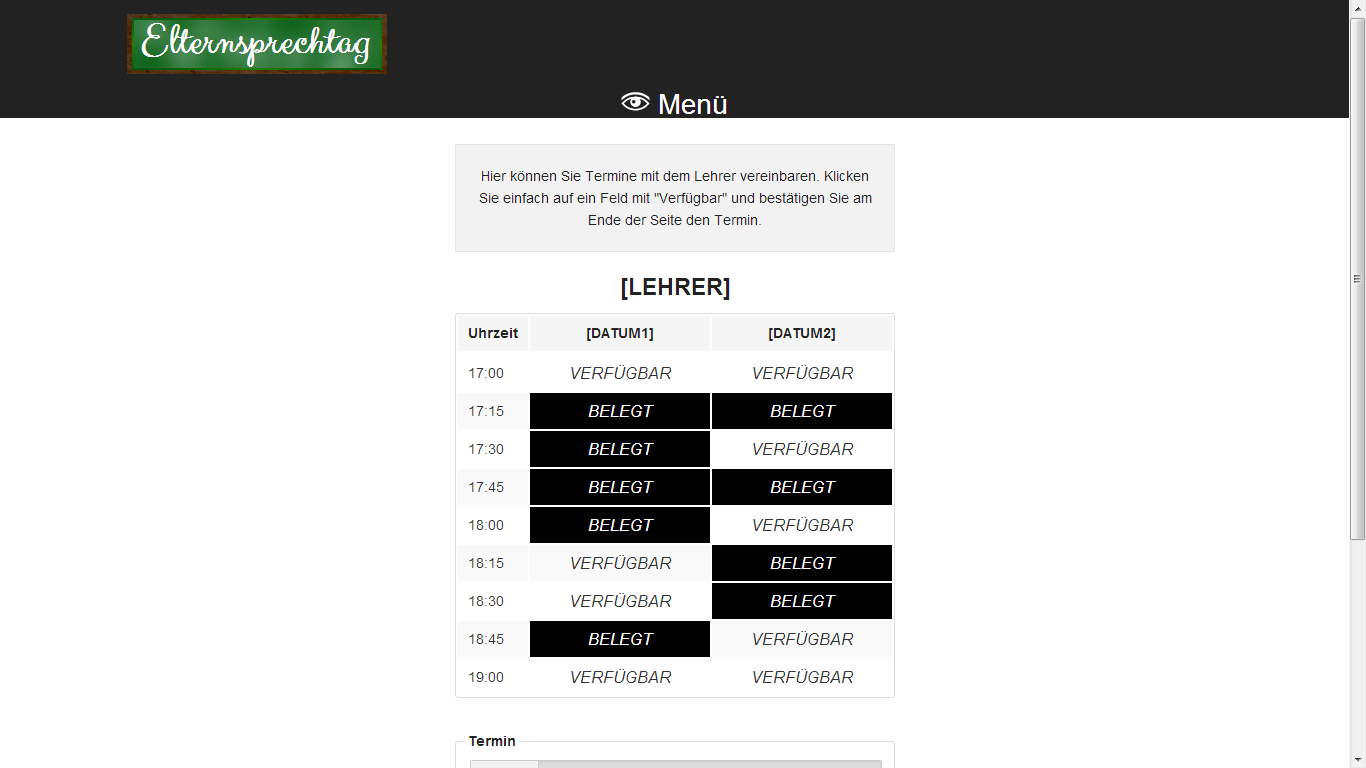 Elternsprechtag
Menü
Hier können Sie Termine mit dem Lehrer vereinbaren. Klicken
Sie einfach auf ein Feld mit "Verfügbar" und bestätigen Sie am
Ende der Seite den Termin.
[LEHRER]
Uhrzeit [DATUM1] [DATUM2]
17:00 VERFÜGBAR VERFÜGBAR
17:15 BELEGT BELEGT
17:30 BELEGT VERFÜGBAR
17:45 BELEGT BELEGT
18:00 BELEGT VERFÜGBAR
18:15 VERFÜGBAR BELEGT
18:30 VERFÜGBAR BELEGT
18:45 BELEGT VERFÜGBAR
19:00 VERFÜGBAR VERFÜGBAR
Termin